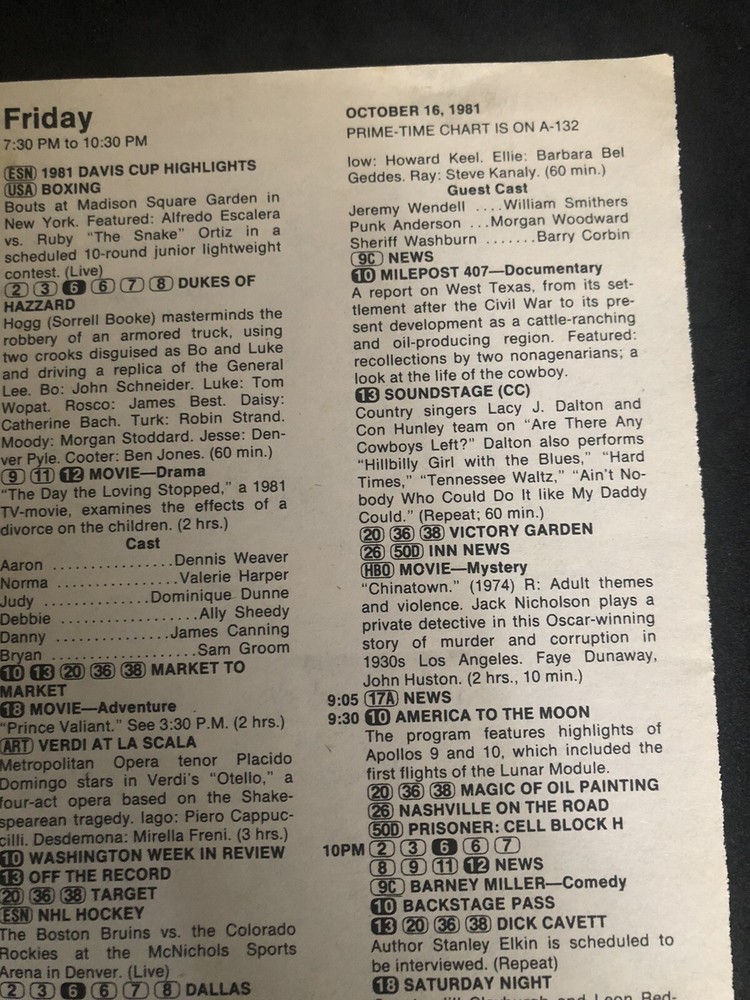 Friday
7:30 PM to 10:30 PM
ESN 1981 DAVIS CUP HIGHLIGHTS
USA BOXING
Bouts at Madison Square Garden in
New York. Featured: Alfredo Escalera
vs. Ruby "The Snake" Ortiz in a
scheduled 10-round junior lightweight
contest. (Live)
2 3 6 6 7 8 DUKES OF
HAZZARD
Hogg (Sorrell Booke) masterminds the
robbery of an armored truck, using
two crooks disguised as Bo and Luke
and driving a replica of the General
Lee. Bo: John Schneider. Luke: Tom
Wopat. Rosco: James Best. Daisy:
Catherine Bach. Turk: Robin Strand.
Moody: Morgan Stoddard. Jesse: Den-
ver Pyle. Cooter: Ben Jones. (60 min.)
9 11 12 MOVIE—Drama
"The Day the Loving Stopped," a 1981
TV-movie, examines the effects of a
divorce on the children. (2 hrs.)
Cast
Aaron ...............Dennis Weaver
Norma ...............Valerie Harper
Judy ............Dominique Dunne
Debbie .................Ally Sheedy
Danny ...............James Canning
Bryan ..................Sam Groom
10 13 20 36 38 MARKET TO
MARKET
18 MOVIE—Adventure
"Prince Valiant." See 3:30 P.M. (2 hrs.)
ART VERDI AT LA SCALA
Metropolitan Opera tenor Placido
Domingo stars in Verdi's "Otello," a
four-act opera based on the Shake-
spearean tragedy. Iago: Piero Cappuc-
cilli. Desdemona: Mirella Freni. (3 hrs.)
10 WASHINGTON WEEK IN REVIEW
13 OFF THE RECORD
20 36 38 TARGET
ESN NHL HOCKEY
The Boston Bruins vs. the Colorado
Rockies at the McNichols Sports
Arena in Denver. (Live)
2 3 6 6 7 8 DALLAS
OCTOBER 16, 1981
PRIME-TIME CHART IS ON A-132
low: Howard Keel. Ellie: Barbara Bel
Geddes. Ray: Steve Kanaly. (60 min.)
Guest Cast
Jeremy Wendell ....William Smithers
Punk Anderson ...Morgan Woodward
Sheriff Washburn .......Barry Corbin
9C NEWS
10 MILEPOST 407—Documentary
A report on West Texas, from its set-
tlement after the Civil War to its pre-
sent development as a cattle-ranching
and oil-producing region. Featured:
recollections by two nonagenarians; a
look at the life of the cowboy.
13 SOUNDSTAGE (CC)
Country singers Lacy J. Dalton and
Con Hunley team on "Are There Any
Cowboys Left?" Dalton also performs
"Hillbilly Girl with the Blues," "Hard
Times," "Tennessee Waltz," "Ain't No-
body Who Could Do It like My Daddy
Could." (Repeat; 60 min.)
20 36 38 VICTORY GARDEN
26 50D INN NEWS
HBO MOVIE—Mystery
"Chinatown." (1974) R: Adult themes
and violence. Jack Nicholson plays a
private detective in this Oscar-winning
story of murder and corruption in
1930s Los Angeles. Faye Dunaway,
John Huston. (2 hrs., 10 min.)
9:05 17A NEWS
9:30 10 AMERICA TO THE MOON
The program features highlights of
Apollos 9 and 10, which included the
first flights of the Lunar Module.
20 36 38 MAGIC OF OIL PAINTING
26 NASHVILLE ON THE ROAD
50D PRISONER: CELL BLOCK H
10PM 2 3 6 6 7
8 9 11 12 NEWS
9C BARNEY MILLER—Comedy
10 BACKSTAGE PASS
13 20 36 38 DICK CAVETT
Author Stanley Elkin is scheduled to
be interviewed. (Repeat)
18 SATURDAY NIGHT